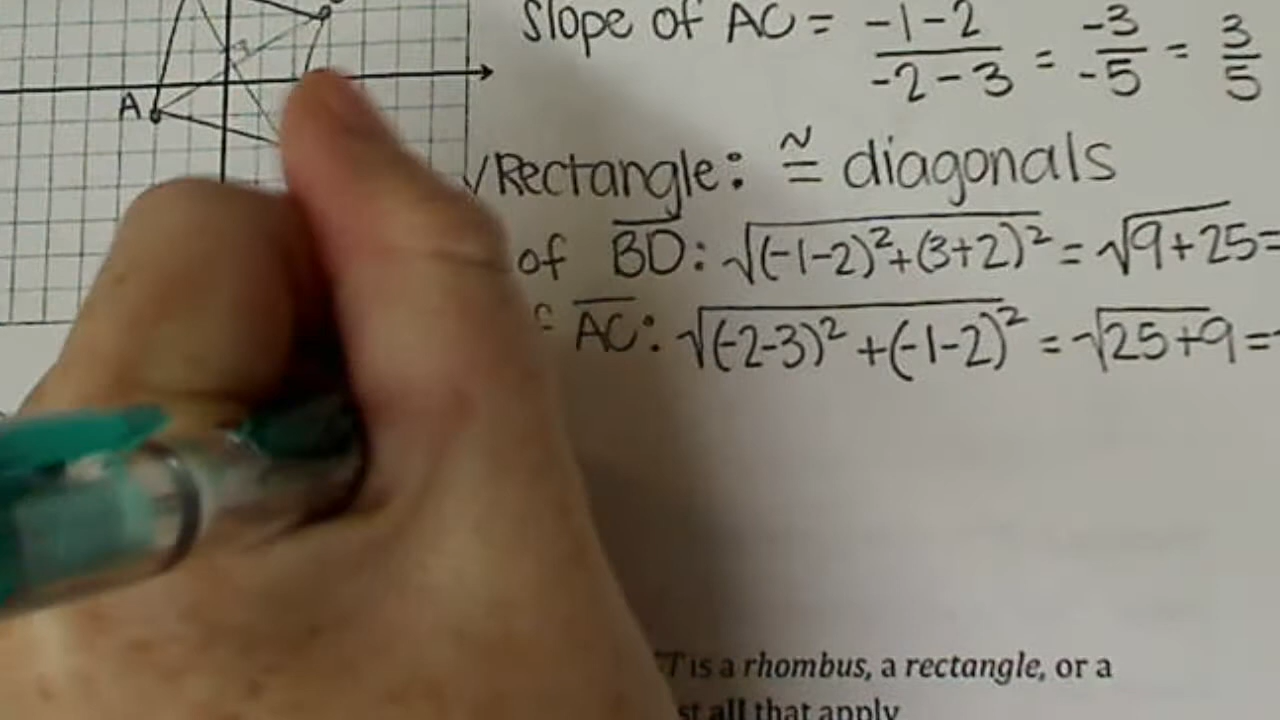 Slope of AC = -1-2 / -2-3 = -3/-5 = 3/5
A
√Rectangle: ≅ diagonals
of BD: √(-1-2)²+(3+2)² = √9+25 =
AC: √(-2-3)² +(-1-2)² = √25+9 =
T is a rhombus, a rectangle, or a
st all that apply